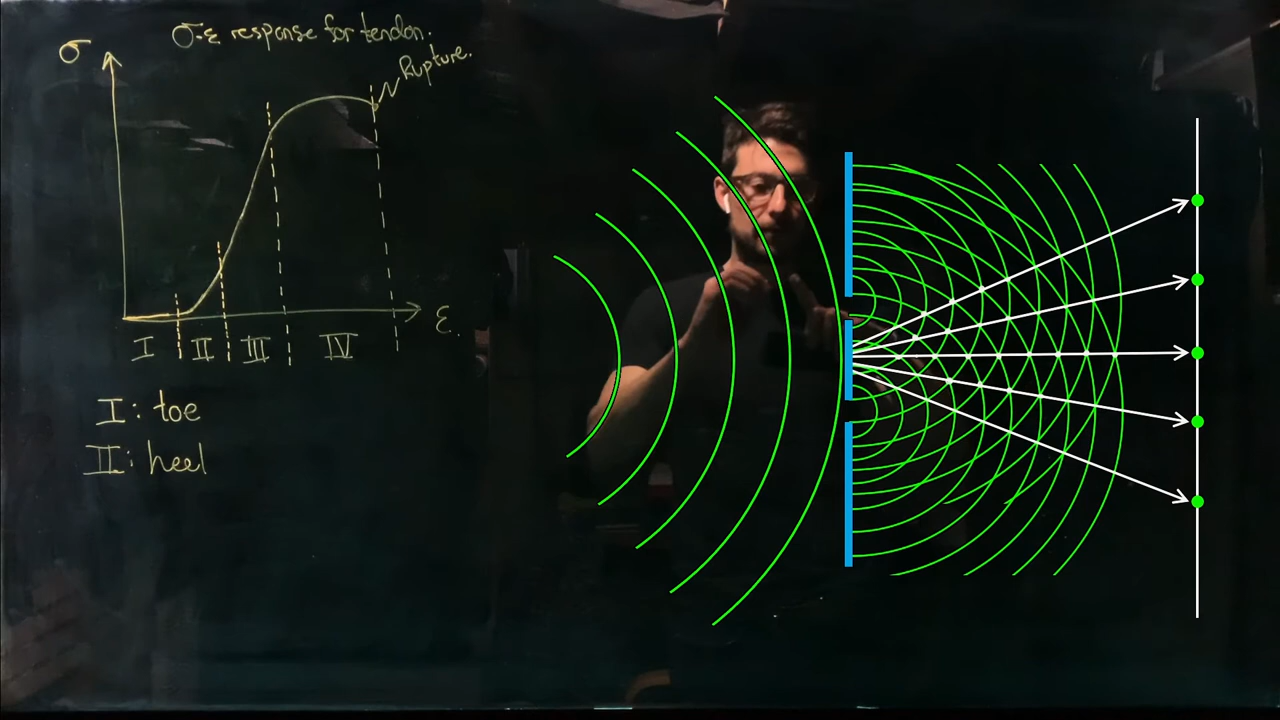 σ-ε response for tendon.
σ
Rupture.
ε.
I II III IV
I: toe
II: heel